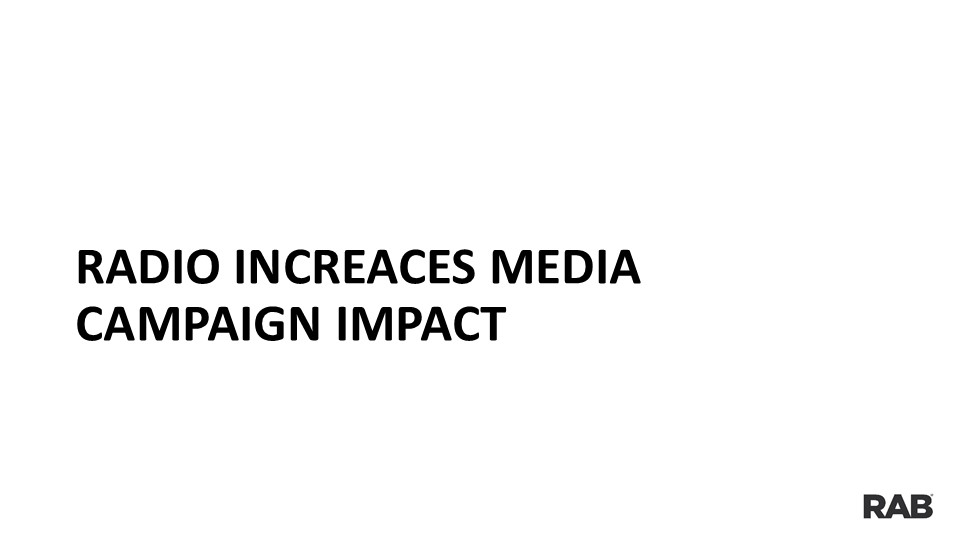 RADIO INCREACES MEDIA
CAMPAIGN IMPACT
RAB